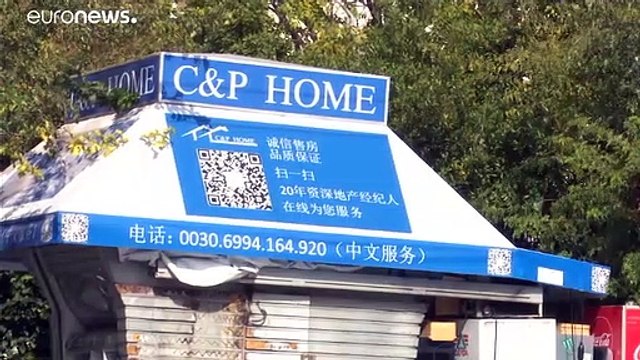 euronews.
C&P HOME
C&P HOME
C&P HOME
诚信售房
品质保证
扫一扫
20年资深地产经纪人
在线为您服务
电话：0030.6994.164.920（中文服务）